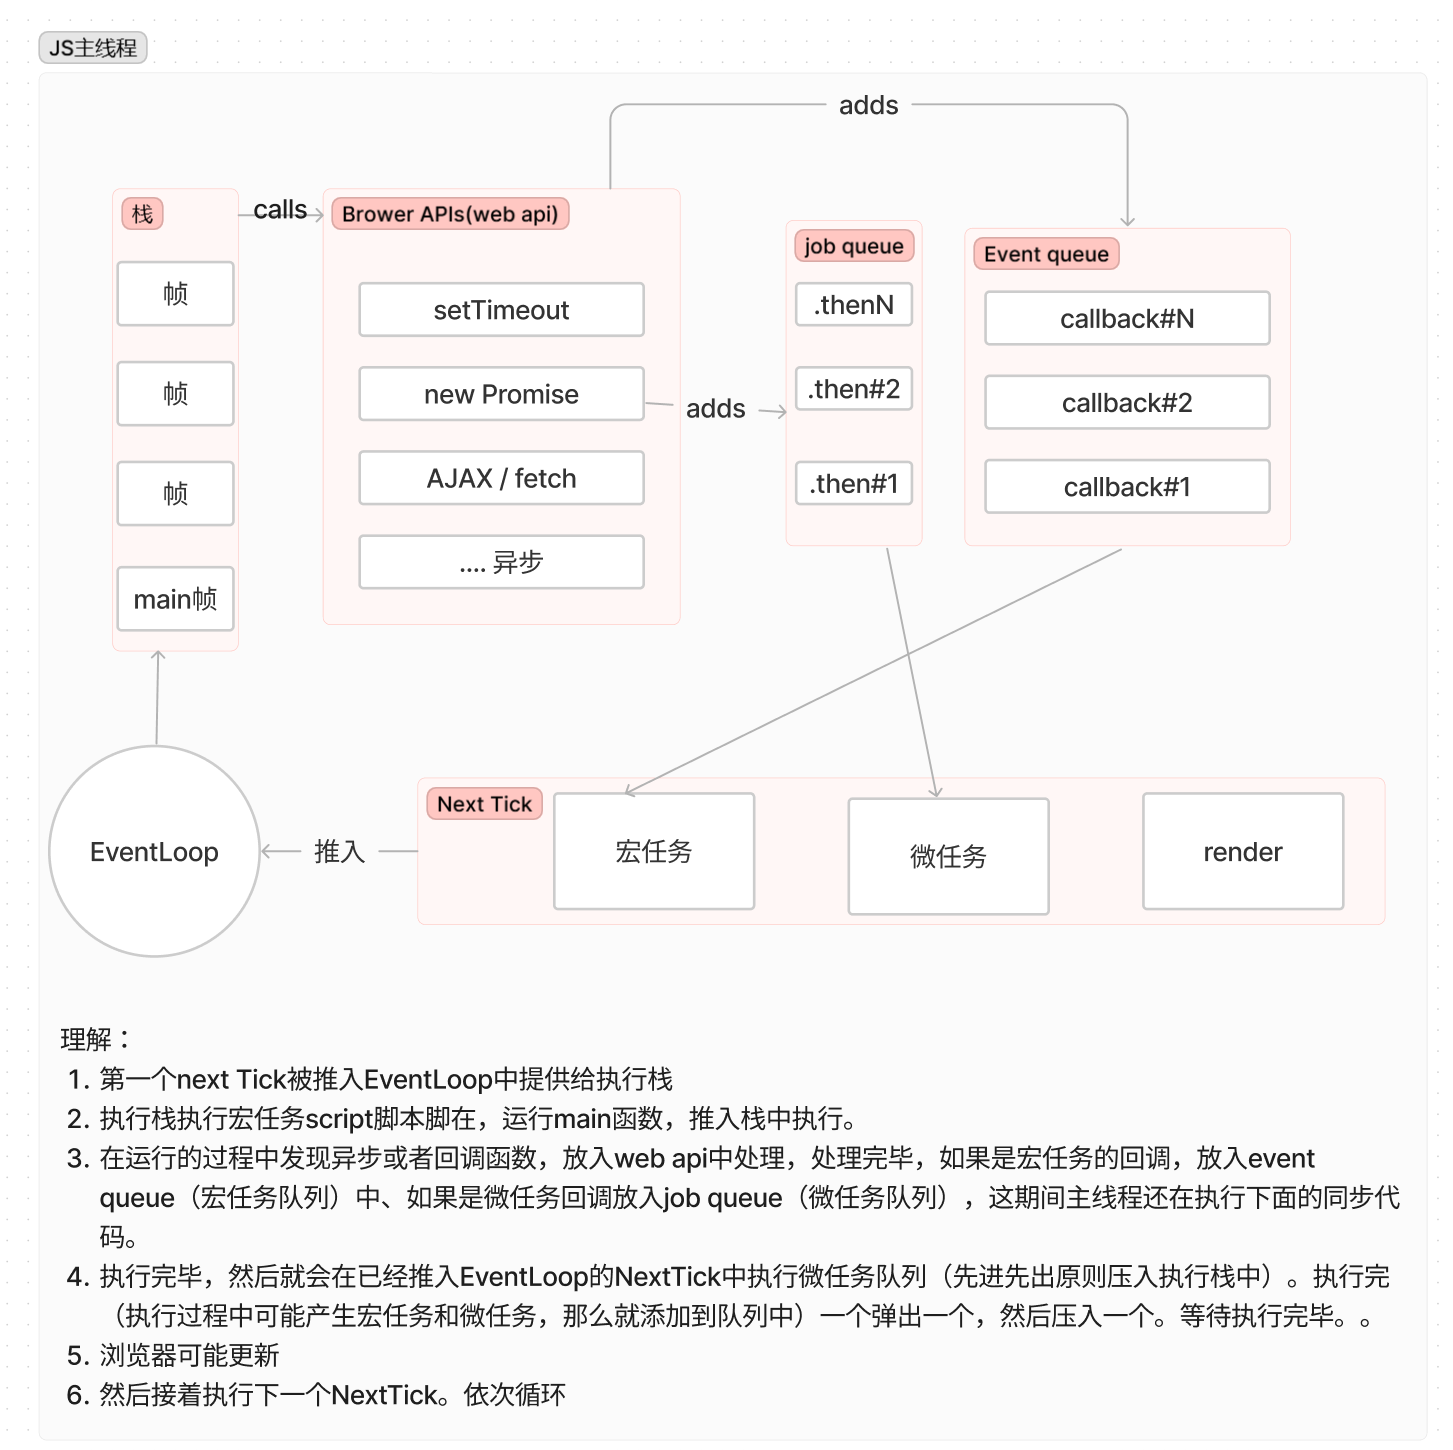 JS主线程
adds
栈
calls
Brower APIs(web api)
job queue
Event queue
帧
setTimeout
.thenN
callback#N
帧
new Promise
adds
.then#2
callback#2
帧
AJAX / fetch
.then#1
callback#1
.... 异步
main帧
Next Tick
EventLoop
推入
宏任务
微任务
render
理解：
1. 第一个next Tick被推入EventLoop中提供给执行栈
2. 执行栈执行宏任务script脚本脚在，运行main函数，推入栈中执行。
3. 在运行的过程中发现异步或者回调函数，放入web api中处理，处理完毕，如果是宏任务的回调，放入event
queue（宏任务队列）中、如果是微任务回调放入job queue（微任务队列），这期间主线程还在执行下面的同步代
码。
4. 执行完毕，然后就会在已经推入EventLoop的NextTick中执行微任务队列（先进先出原则压入执行栈中）。执行完
（执行过程中可能产生宏任务和微任务，那么就添加到队列中）一个弹出一个，然后压入一个。等待执行完毕。。
5. 浏览器可能更新
6. 然后接着执行下一个NextTick。依次循环